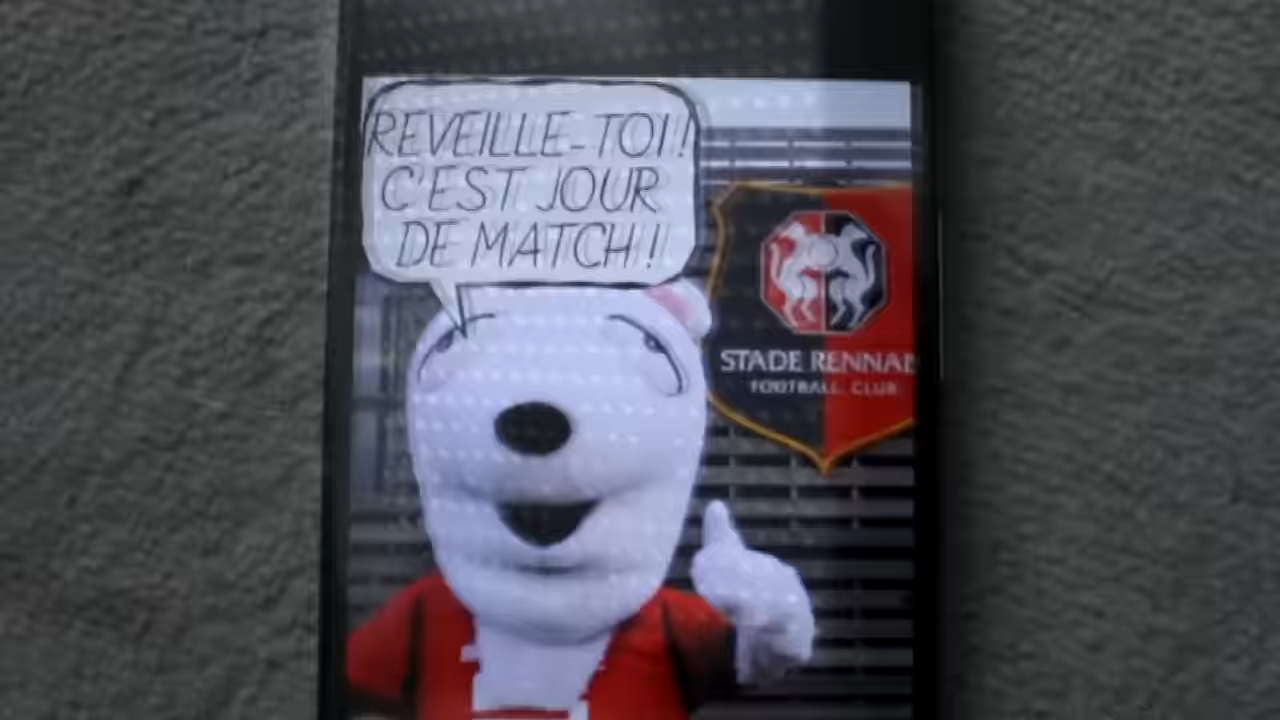 REVEILLE-TOI!
C'EST JOUR
DE MATCH!
STADE RENNAI
FOOTBALL CLUB